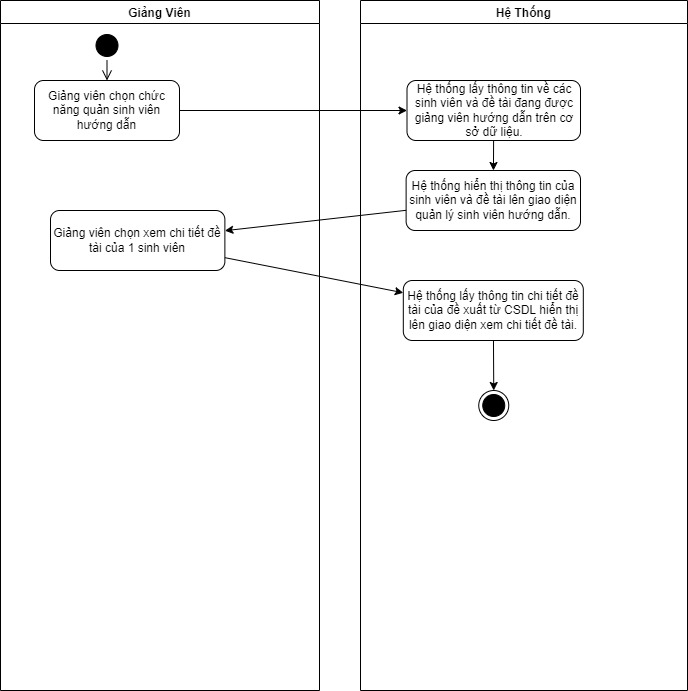 Giảng Viên
Hệ Thống
Giảng viên chọn chức
năng quản sinh viên
hướng dẫn
Hệ thống lấy thông tin về các
sinh viên và đề tài đang được
giảng viên hướng dẫn trên cơ
sở dữ liệu.
Hệ thống hiển thị thông tin của
sinh viên và đề tài lên giao diện
quản lý sinh viên hướng dẫn.
Giảng viên chọn xem chi tiết đề
tài của 1 sinh viên
Hệ thống lấy thông tin chi tiết đề
tài của đề xuất từ CSDL hiển thị
lên giao diện xem chi tiết đề tài.